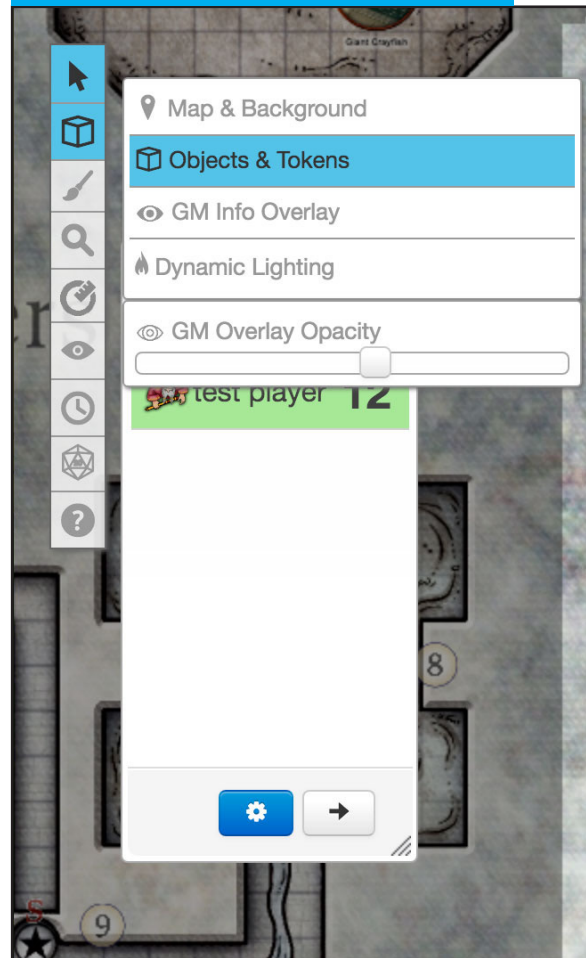 Giant Crayfish
Map & Background
Objects & Tokens
GM Info Overlay
Dynamic Lighting
GM Overlay Opacity
test player 12
8
S
9